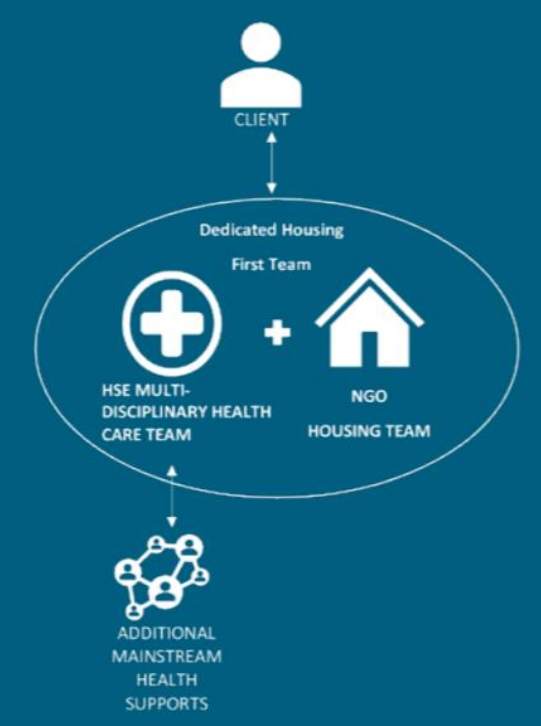 CLIENT
Dedicated Housing
First Team
HSE MULTI-
DISCIPLINARY HEALTH
CARE TEAM
NGO
HOUSING TEAM
ADDITIONAL
MAINSTREAM
HEALTH
SUPPORTS